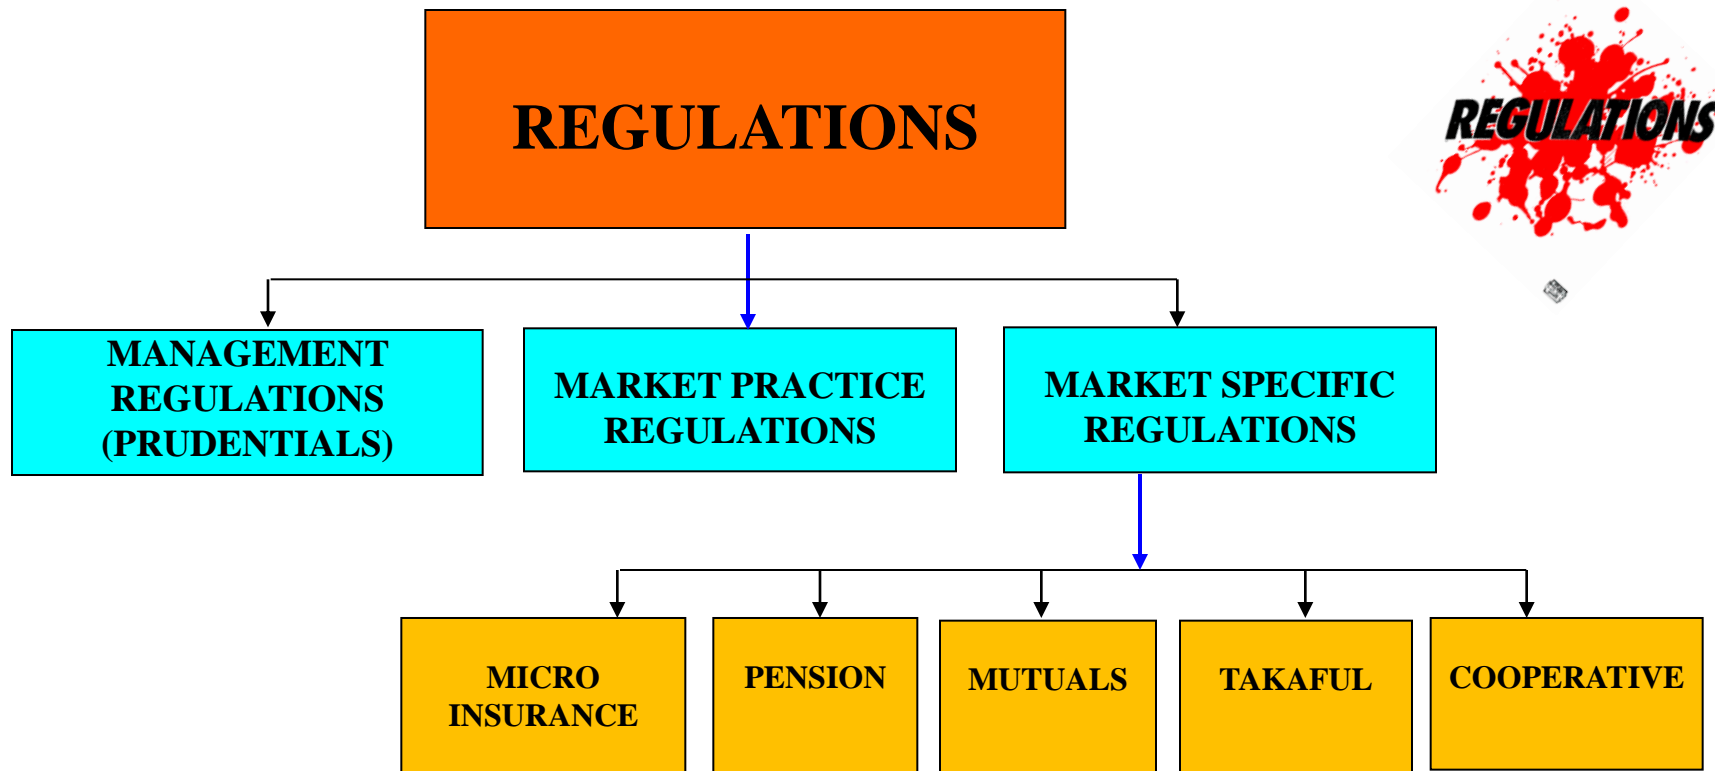 REGULATIONS
REGULATIONS
MANAGEMENT
REGULATIONS
(PRUDENTIALS)
MARKET PRACTICE
REGULATIONS
MARKET SPECIFIC
REGULATIONS
MICRO
INSURANCE
PENSION
MUTUALS
TAKAFUL
COOPERATIVE